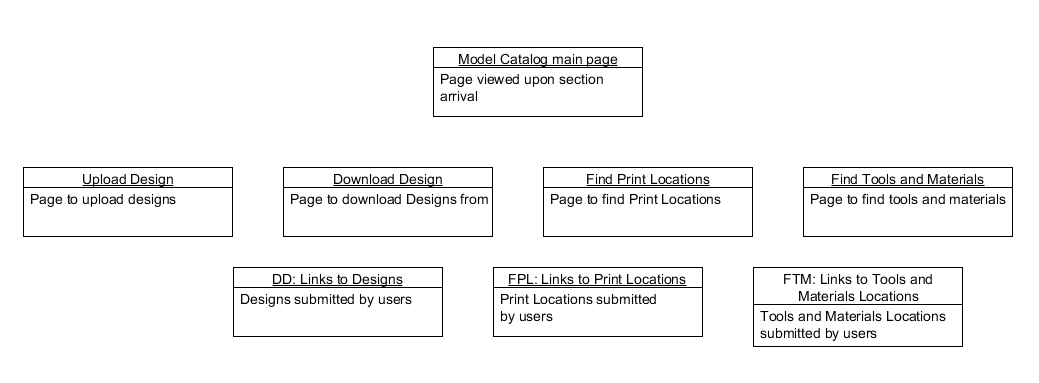 Model Catalog main page
Page viewed upon section
arrival
Upload Design
Page to upload designs
Download Design
Page to download Designs from
Find Print Locations
Page to find Print Locations
Find Tools and Materials
Page to find tools and materials
DD: Links to Designs
Designs submitted by users
FPL: Links to Print Locations
Print Locations submitted
by users
FTM: Links to Tools and
Materials Locations
Tools and Materials Locations
submitted by users